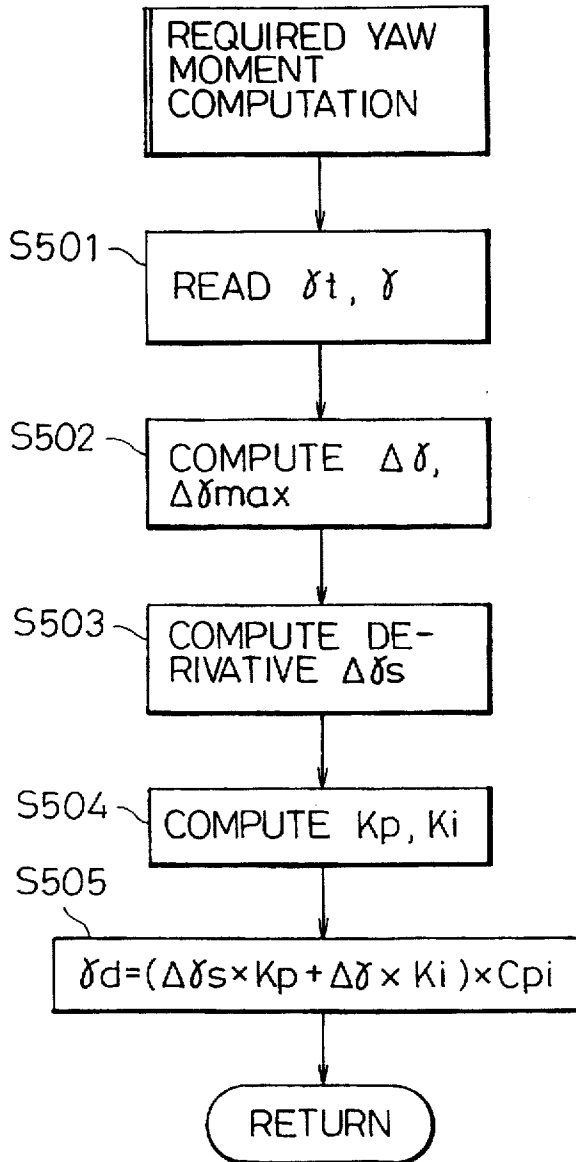 REQUIRED YAW
MOMENT
COMPUTATION
S501
READ γt, γ
S502
COMPUTE Δγ,
Δγmax
S503
COMPUTE DE-
RIVATIVE Δγs
S504
COMPUTE Kp, Ki
S505
γd=(Δγs×Kp+Δγ×Ki)×Cpi
RETURN